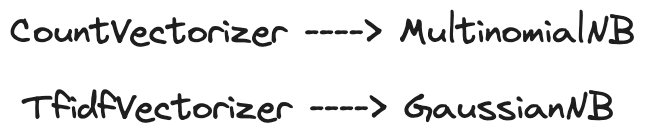 CountVectorizer ----> MultinomialNB
TfidfVectorizer ----> GaussianNB